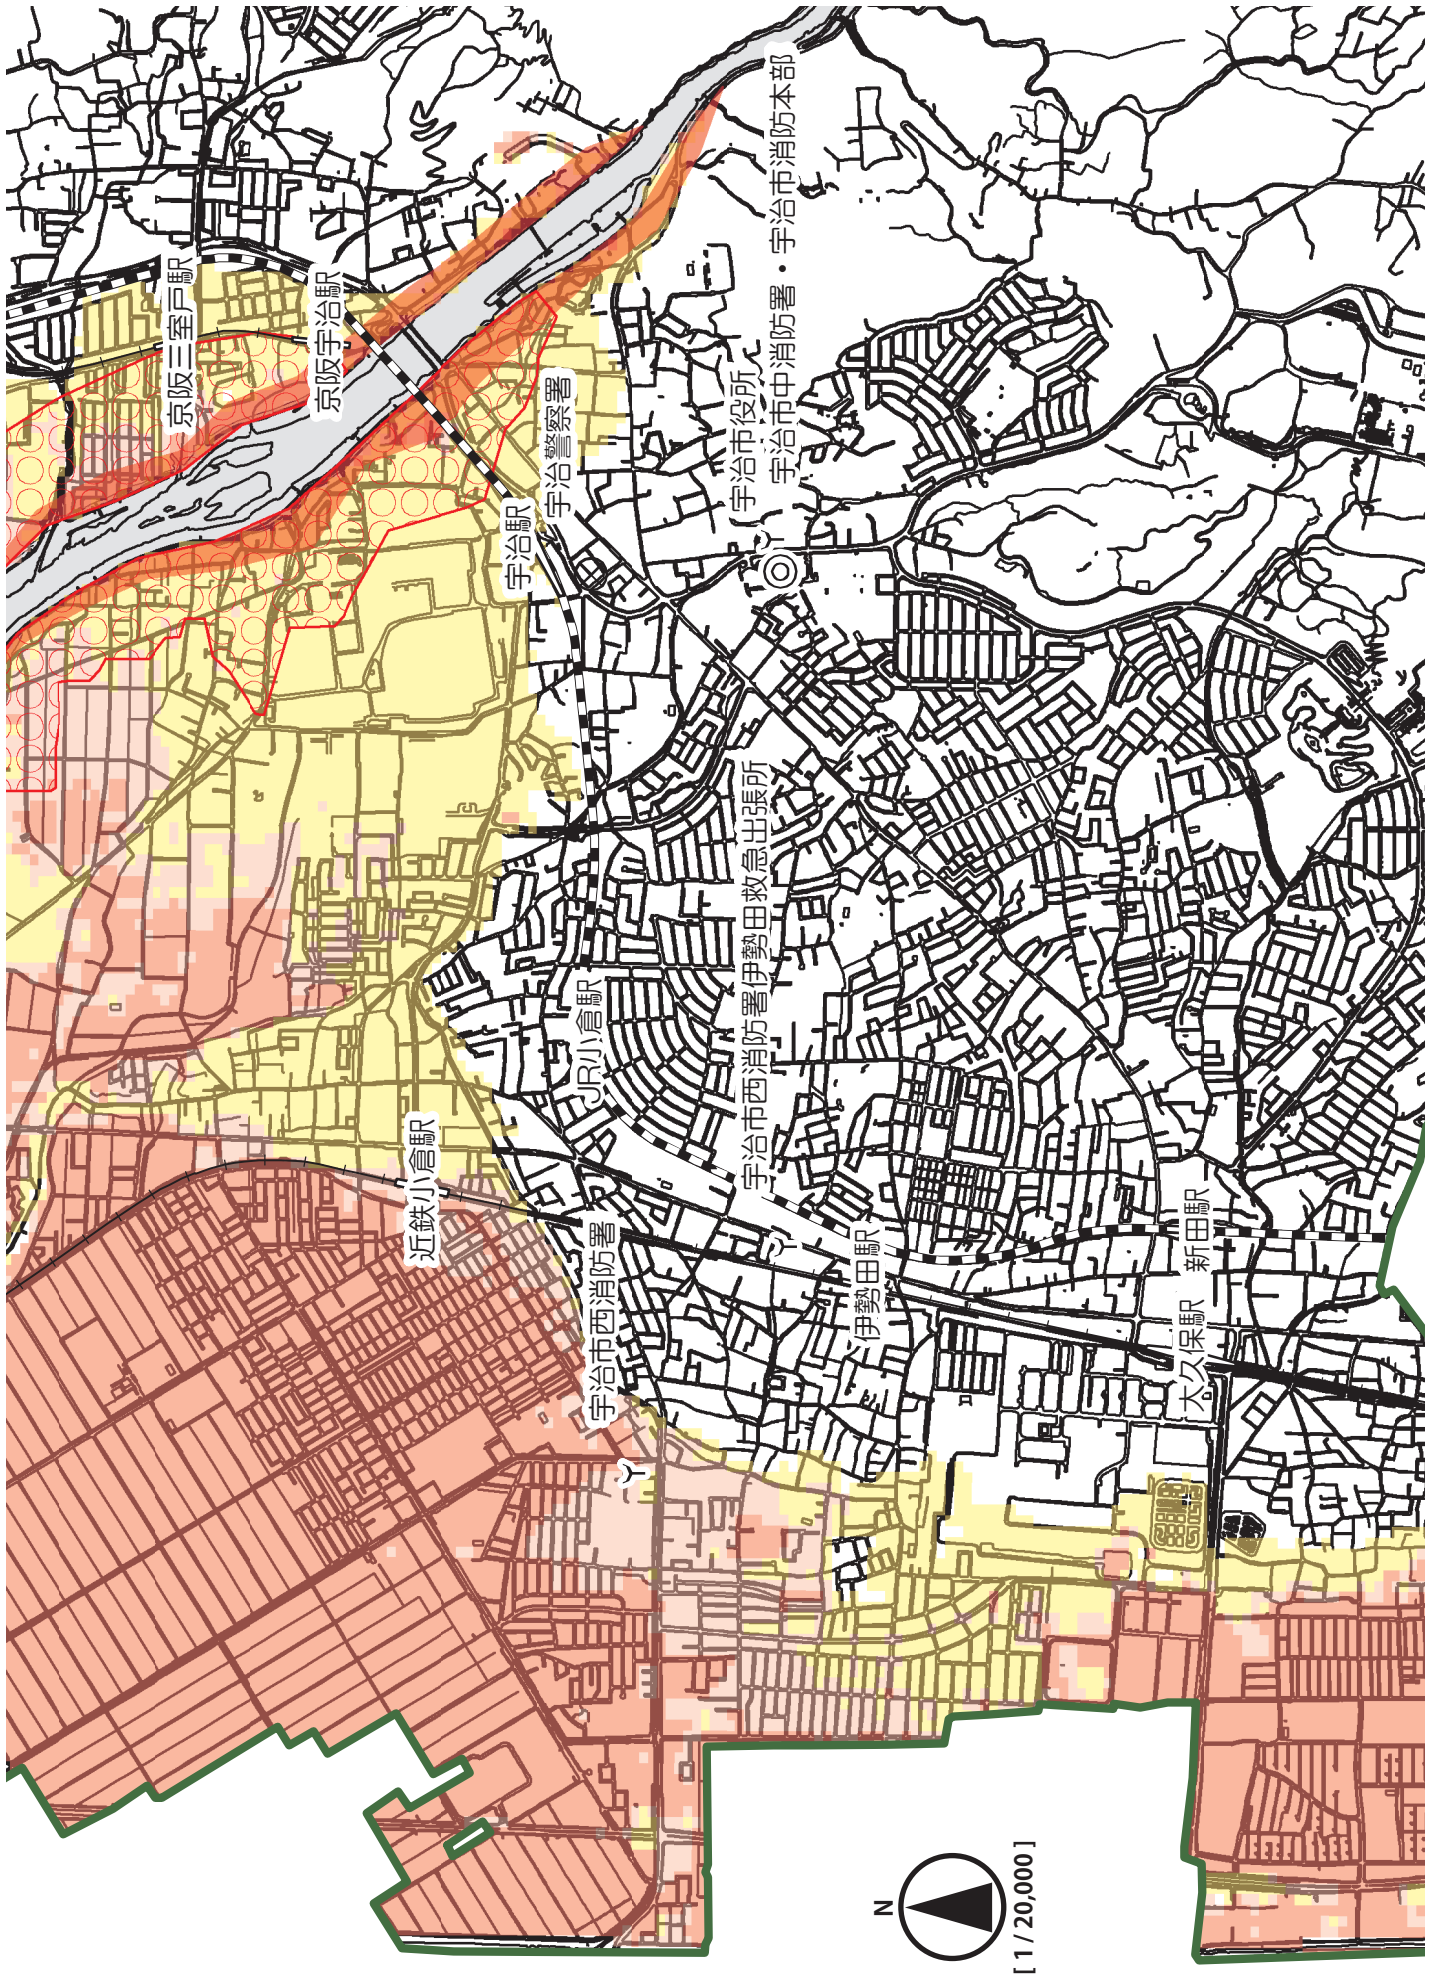 京阪三室戸駅
京阪宇治駅
宇治駅
宇治警察署
宇治市役所
宇治市中消防署・宇治市消防本部
JR小倉駅
近鉄小倉駅
宇治市西消防署伊勢田救急出張所
宇治市西消防署
伊勢田駅
新田駅
大久保駅
N
[ 1 / 20,000 ]